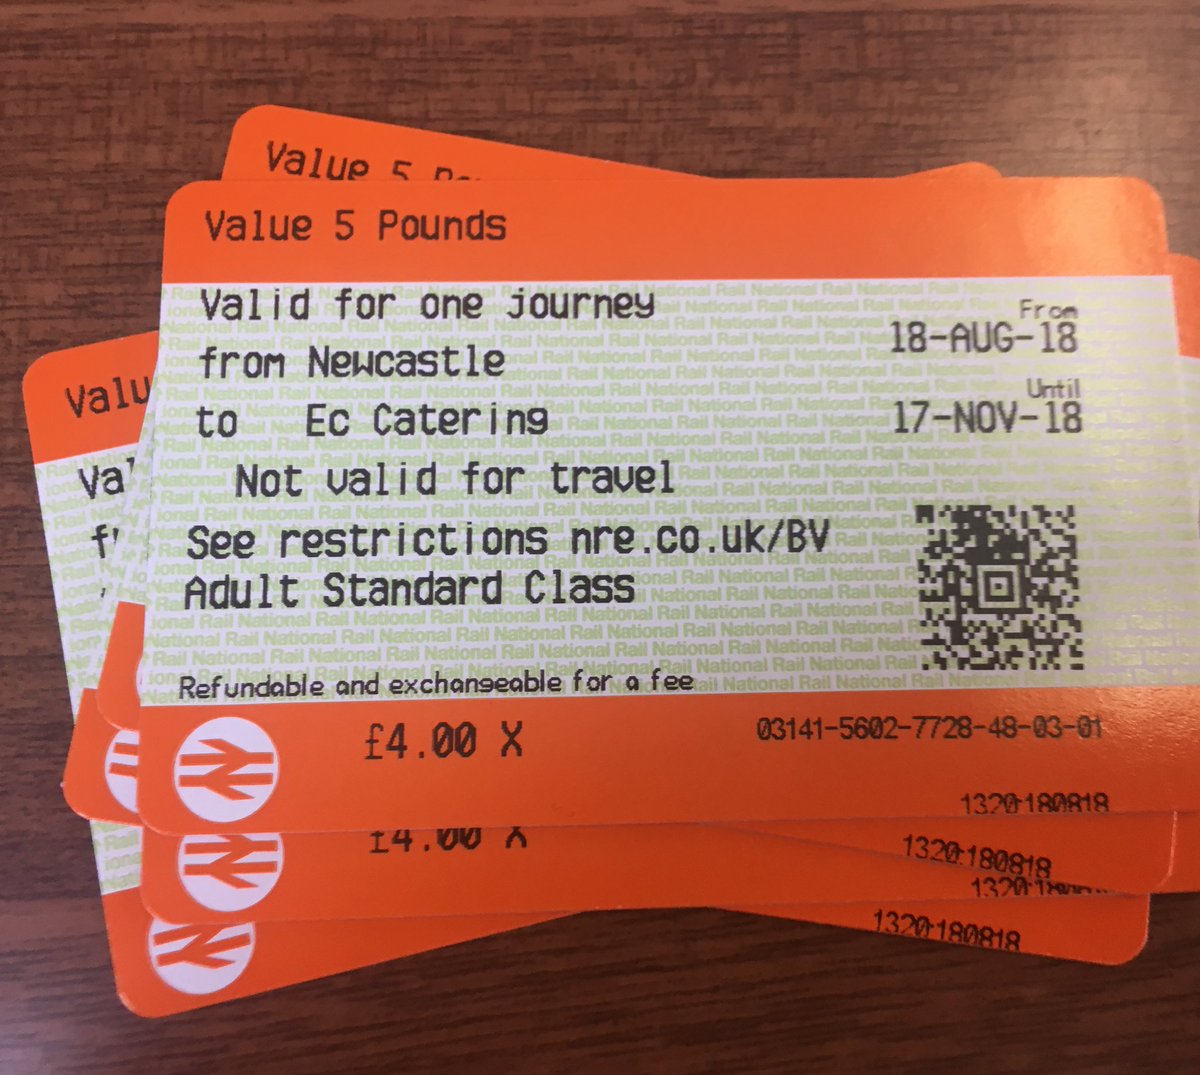 Value 5
Value 5 Pounds
Valid for one journey
From
18-AUG-18
from Newcastle
Until
to Ec Catering
17-NOV-18
Not valid for travel
See restrictions nre.co.uk/BV
Adult Standard Class
Refundable and exchangeable for a fee
£4.00 X
03141-5602-7728-48-03-01
1320·180818
£4.00 X
1320·180818
1320·180818